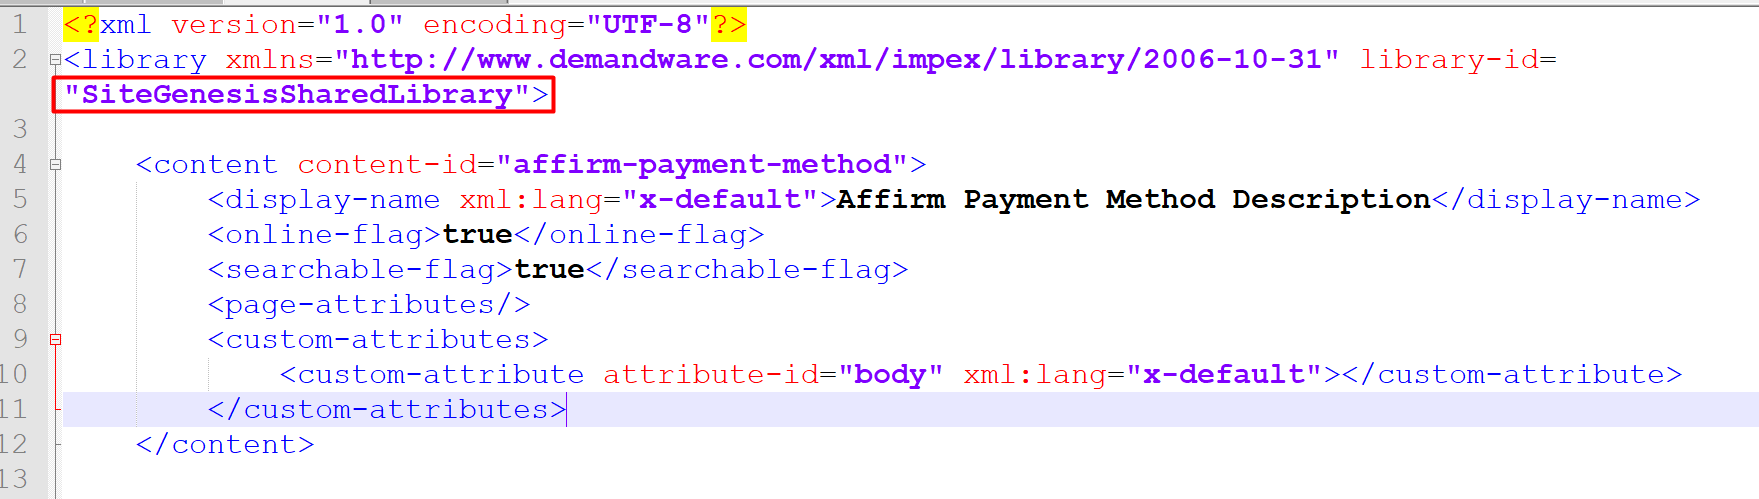 1 <?xml version="1.0" encoding="UTF-8"?>
2 <library xmlns="http://www.demandware.com/xml/impex/library/2006-10-31" library-id=
"SiteGenesisSharedLibrary">
3
4 <content content-id="affirm-payment-method">
5 <display-name xml:lang="x-default">Affirm Payment Method Description</display-name>
6 <online-flag>true</online-flag>
7 <searchable-flag>true</searchable-flag>
8 <page-attributes/>
9 <custom-attributes>
10 <custom-attribute attribute-id="body" xml:lang="x-default"></custom-attribute>
11 </custom-attributes>
12 </content>
13